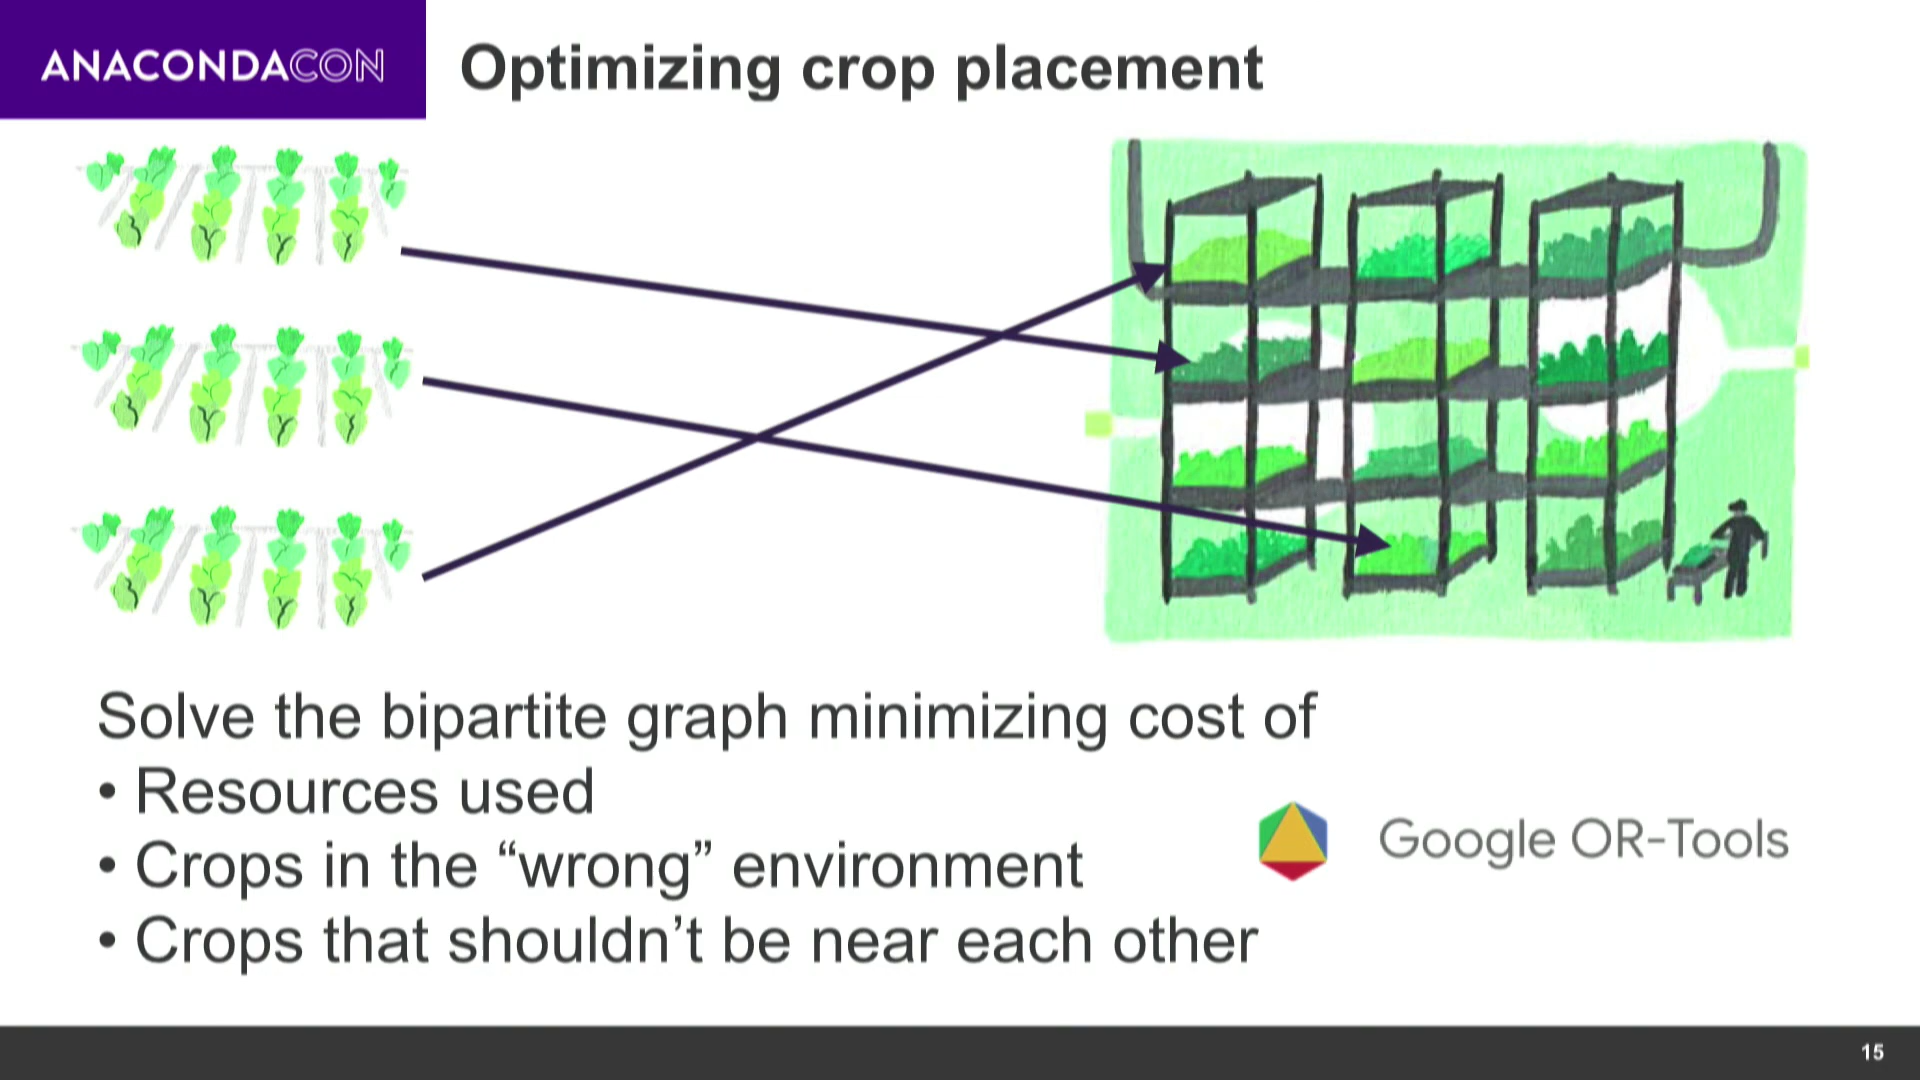 ANACONDACON
Optimizing crop placement
Solve the bipartite graph minimizing cost of
• Resources used
• Crops in the “wrong” environment
• Crops that shouldn’t be near each other
Google OR-Tools
15